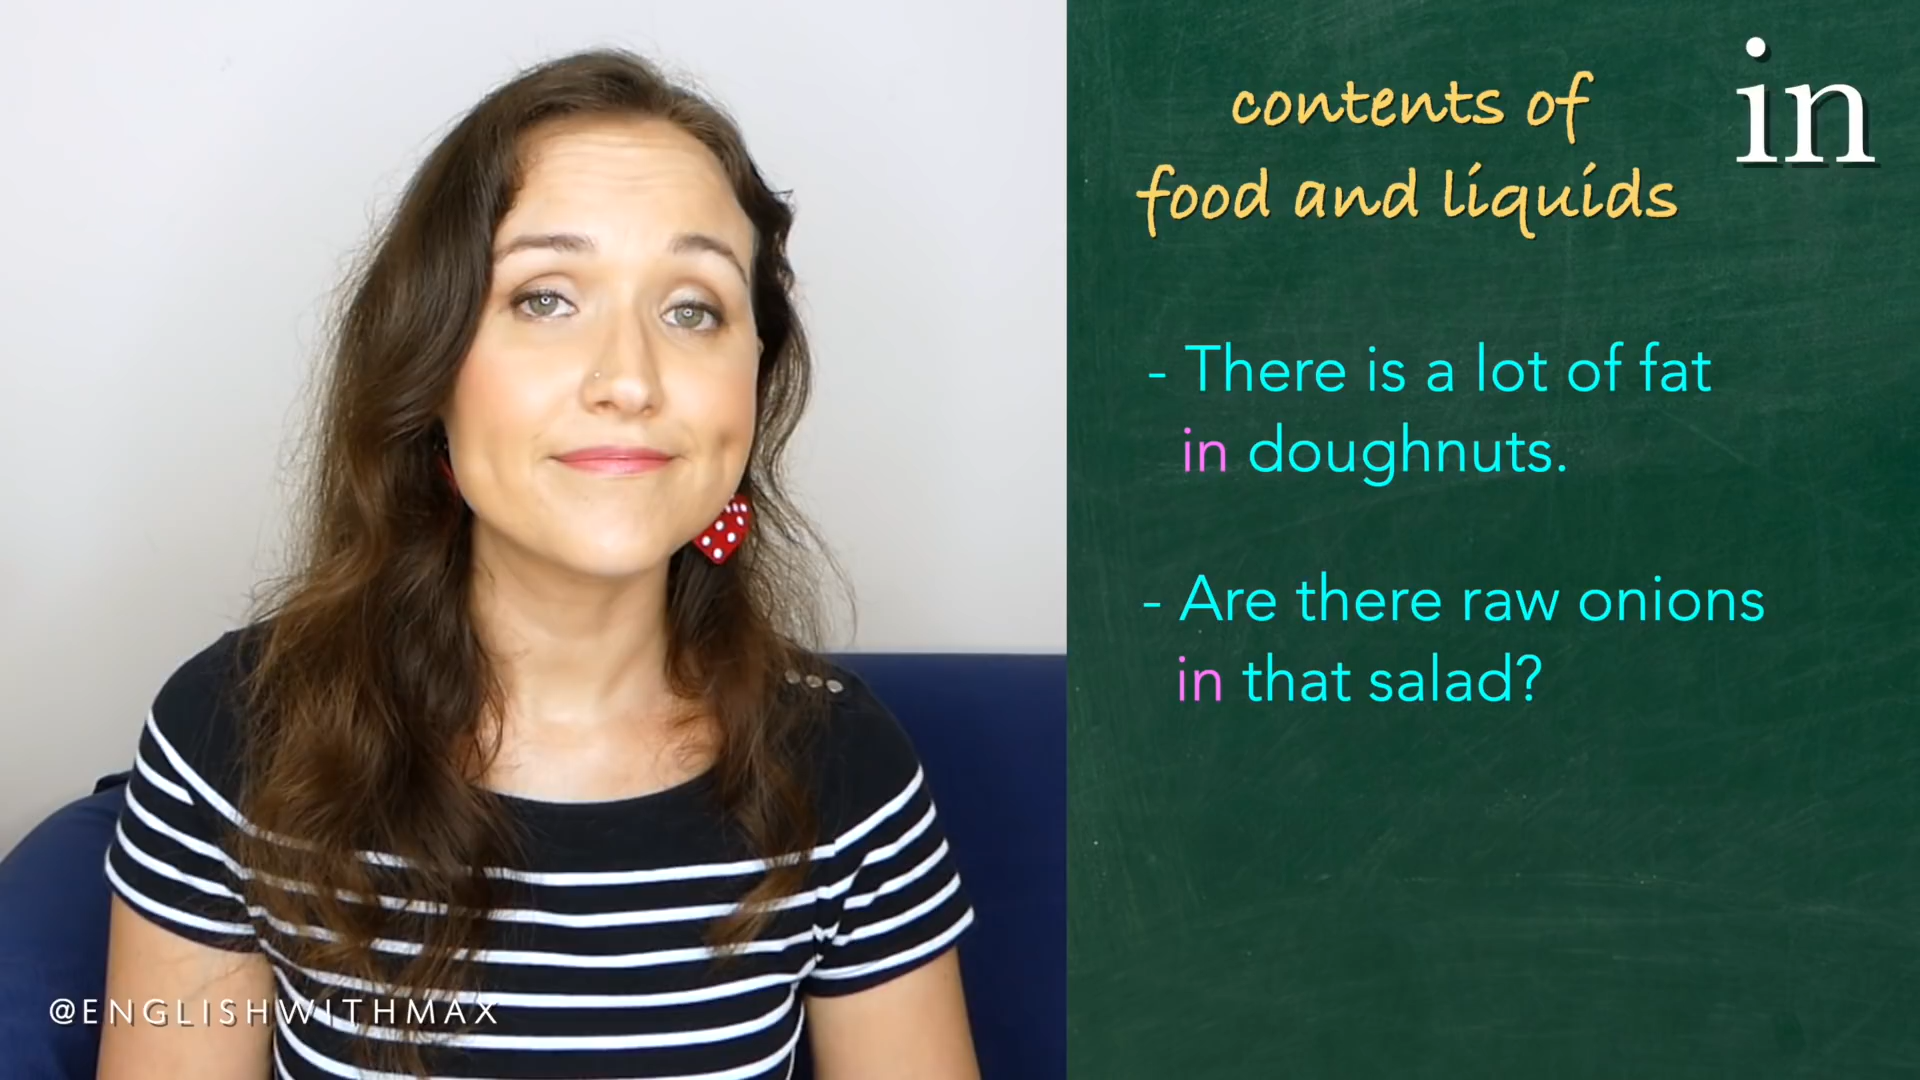 in
contents of
food and liquids
- There is a lot of fat
in doughnuts.
- Are there raw onions
in that salad?
@ENGLISHWITHMAX